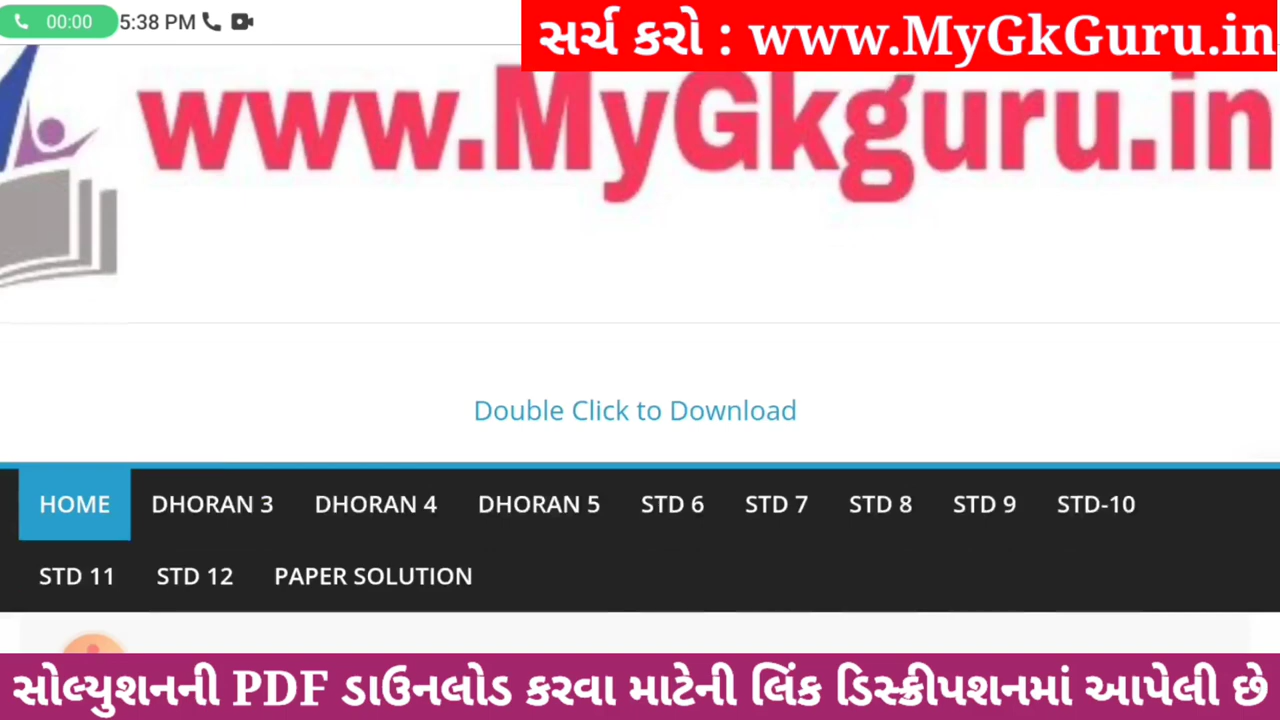 00:00 5:38 PM
સર્ચ કરો : www.MyGkGuru.in
www.MyGkguru.in
Double Click to Download
HOME DHORAN 3 DHORAN 4 DHORAN 5 STD 6 STD 7 STD 8 STD 9 STD-10
STD 11 STD 12 PAPER SOLUTION
સોલ્યુશનની PDF ડાઉનલોડ કરવા માટેની લિંક ડિસ્ક્રીપશનમાં આપેલી છે